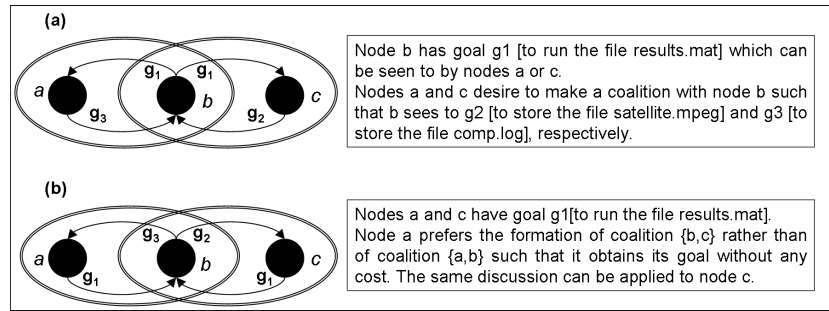 (a)
g1 g1
a b c
g3 g2
Node b has goal g1 [to run the file results.mat] which can
be seen to by nodes a or c.
Nodes a and c desire to make a coalition with node b such
that b sees to g2 [to store the file satellite.mpeg] and g3 [to
store the file comp.log], respectively.
(b)
g3 g2
a b c
g1 g1
Nodes a and c have goal g1[to run the file results.mat].
Node a prefers the formation of coalition {b,c} rather than
of coalition {a,b} such that it obtains its goal without any
cost. The same discussion can be applied to node c.